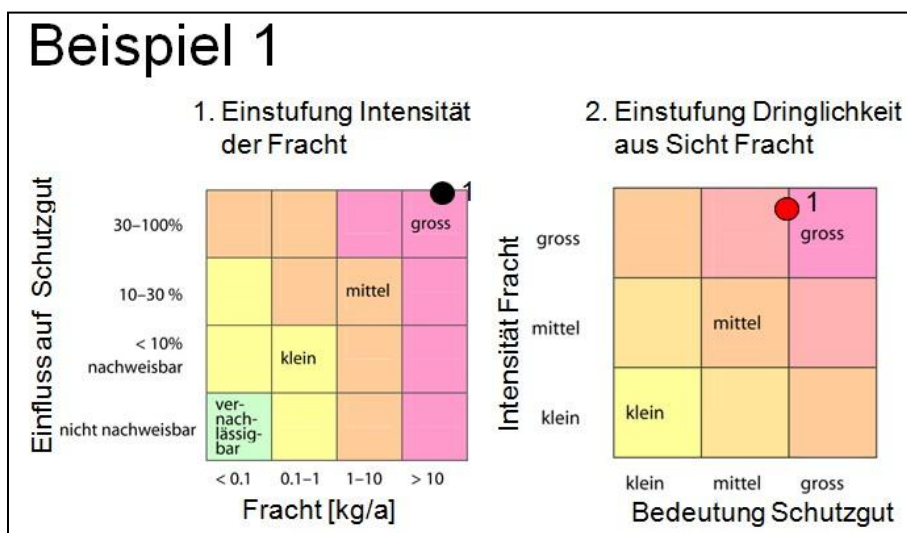 Beispiel 1
1. Einstufung Intensität
der Fracht
Einfluss auf Schutzgut
30–100%
10–30 %
< 10%
nachweisbar
nicht nachweisbar
1
gross
mittel
klein
ver-
nach-
lässig-
bar
< 0.1 0.1–1 1–10 > 10
Fracht [kg/a]
2. Einstufung Dringlichkeit
aus Sicht Fracht
Intensität Fracht
gross
mittel
klein
1
gross
mittel
klein
klein mittel gross
Bedeutung Schutzgut